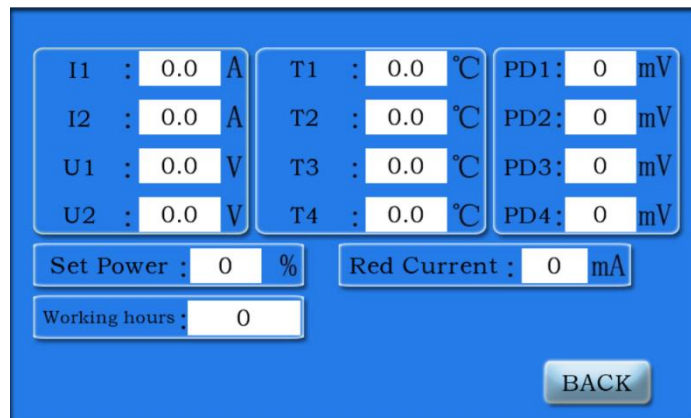 I1 : 0.0 A T1 : 0.0 ℃ PD1: 0 mV
I2 : 0.0 A T2 : 0.0 ℃ PD2: 0 mV
U1 : 0.0 V T3 : 0.0 ℃ PD3: 0 mV
U2 : 0.0 V T4 : 0.0 ℃ PD4: 0 mV
Set Power : 0 % Red Current : 0 mA
Working hours : 0
BACK